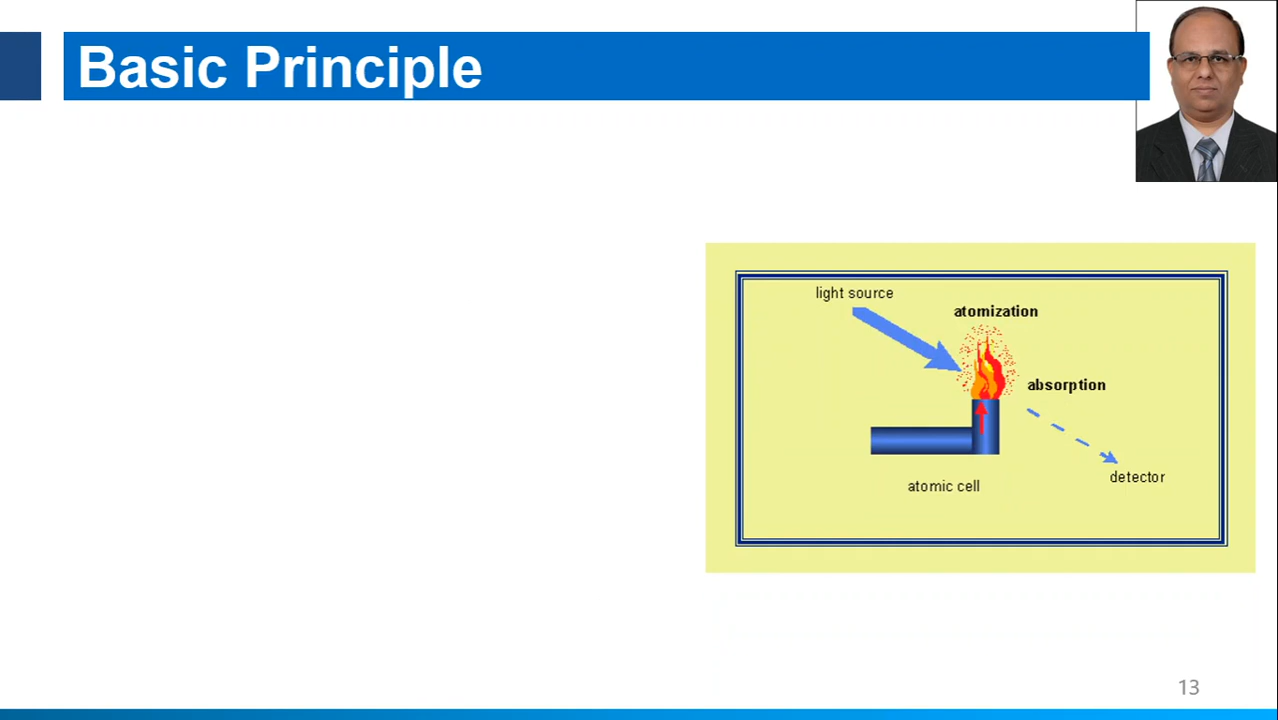 Basic Principle
light source
atomization
absorption
detector
atomic cell
13